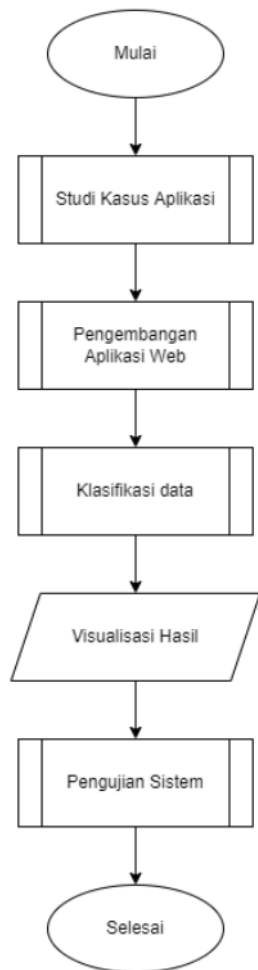 Mulai
Studi Kasus Aplikasi
Pengembangan
Aplikasi Web
Klasifikasi data
Visualisasi Hasil
Pengujian Sistem
Selesai